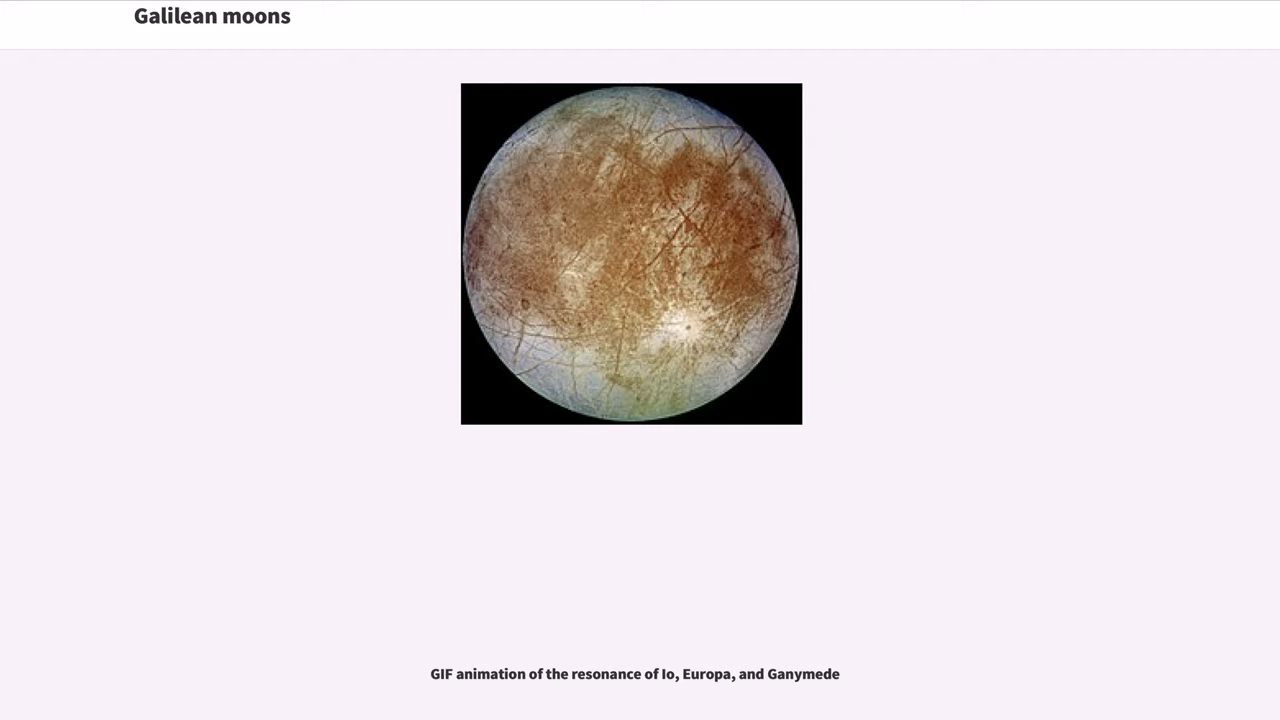 Galilean moons
GIF animation of the resonance of Io, Europa, and Ganymede